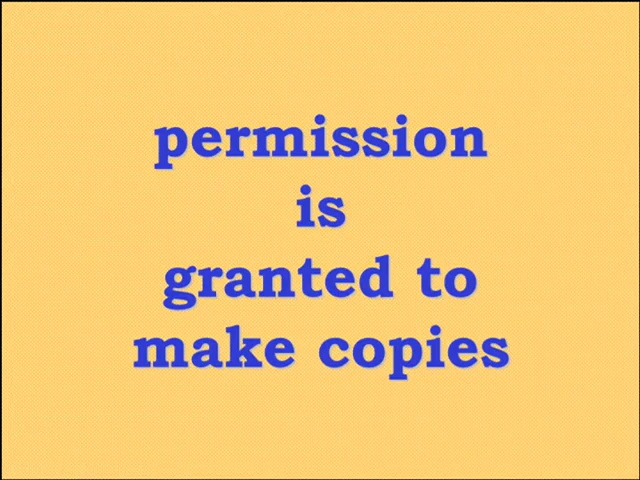 permission
is
granted to
make copies